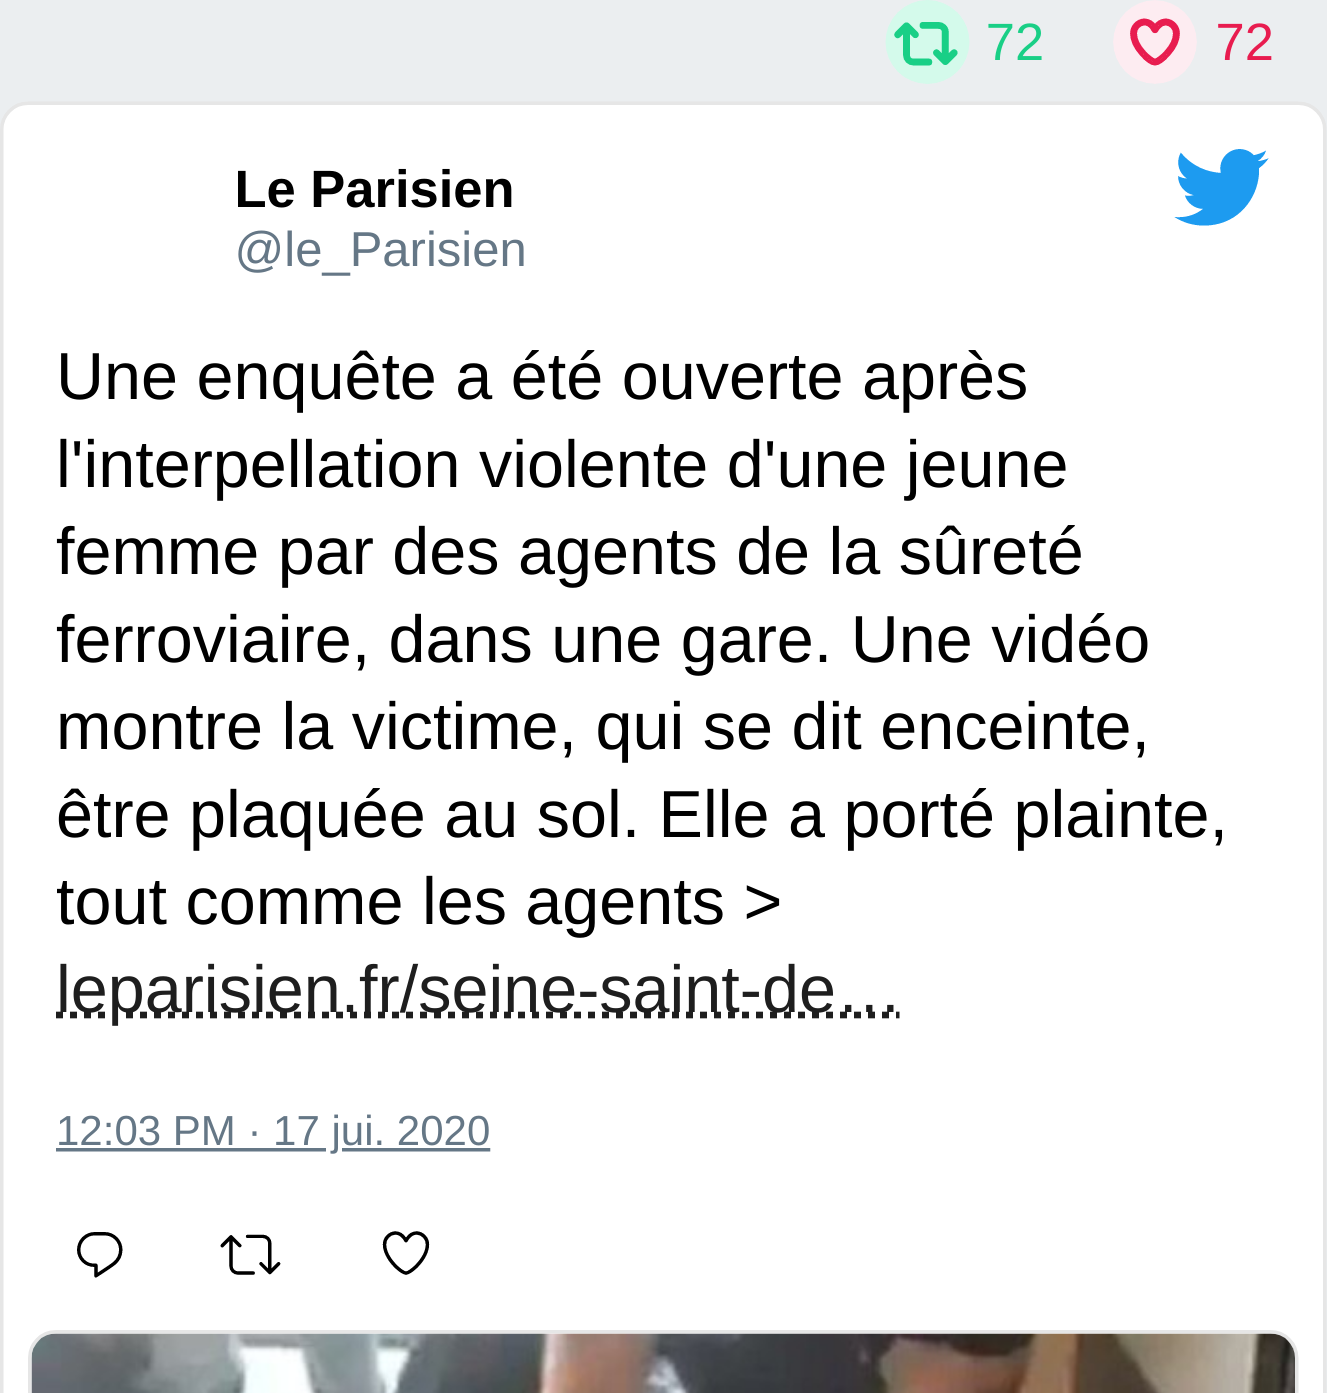 72 72
Le Parisien
@le_Parisien
Une enquête a été ouverte après
l'interpellation violente d'une jeune
femme par des agents de la sûreté
ferroviaire, dans une gare. Une vidéo
montre la victime, qui se dit enceinte,
être plaquée au sol. Elle a porté plainte,
tout comme les agents >
leparisien.fr/seine-saint-de…
12:03 PM · 17 jui. 2020